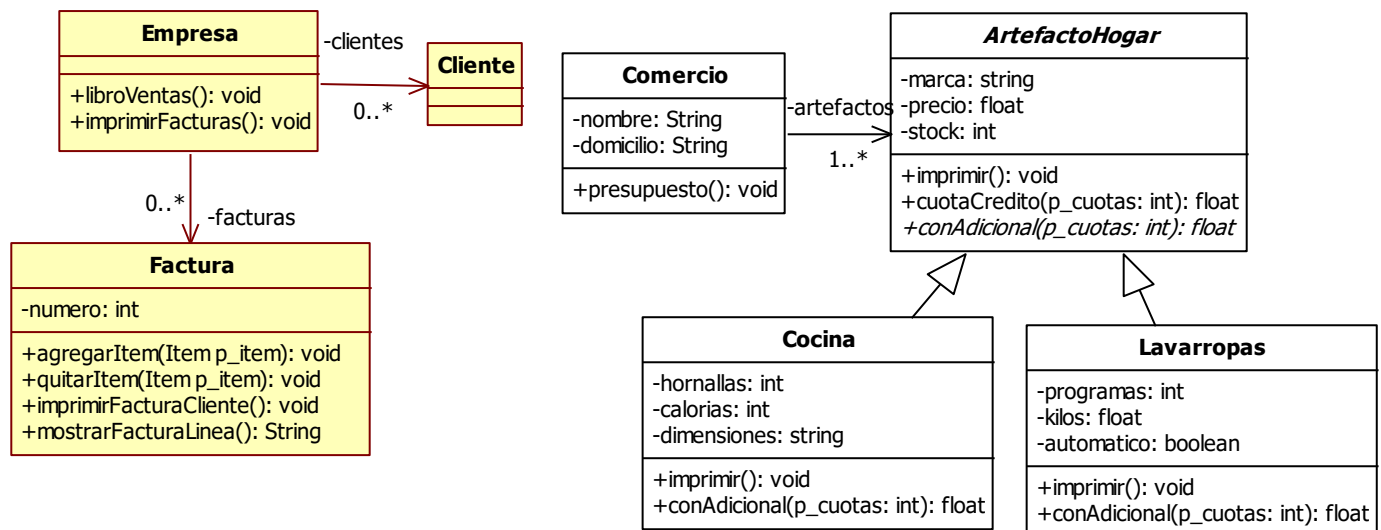 Empresa
+libroVentas(): void
+imprimirFacturas(): void
-clientes
0..*
Cliente
0..*
-facturas
Factura
-numero: int
+agregarItem(Item p_item): void
+quitarItem(Item p_item): void
+imprimirFacturaCliente(): void
+mostrarFacturaLinea(): String
Comercio
-nombre: String
-domicilio: String
+presupuesto(): void
-artefactos
1..*
ArtefactoHogar
-marca: string
-precio: float
-stock: int
+imprimir(): void
+cuotaCredito(p_cuotas: int): float
+conAdicional(p_cuotas: int): float
Cocina
-hornallas: int
-calorias: int
-dimensiones: string
+imprimir(): void
+conAdicional(p_cuotas: int): float
Lavarropas
-programas: int
-kilos: float
-automatico: boolean
+imprimir(): void
+conAdicional(p_cuotas: int): float